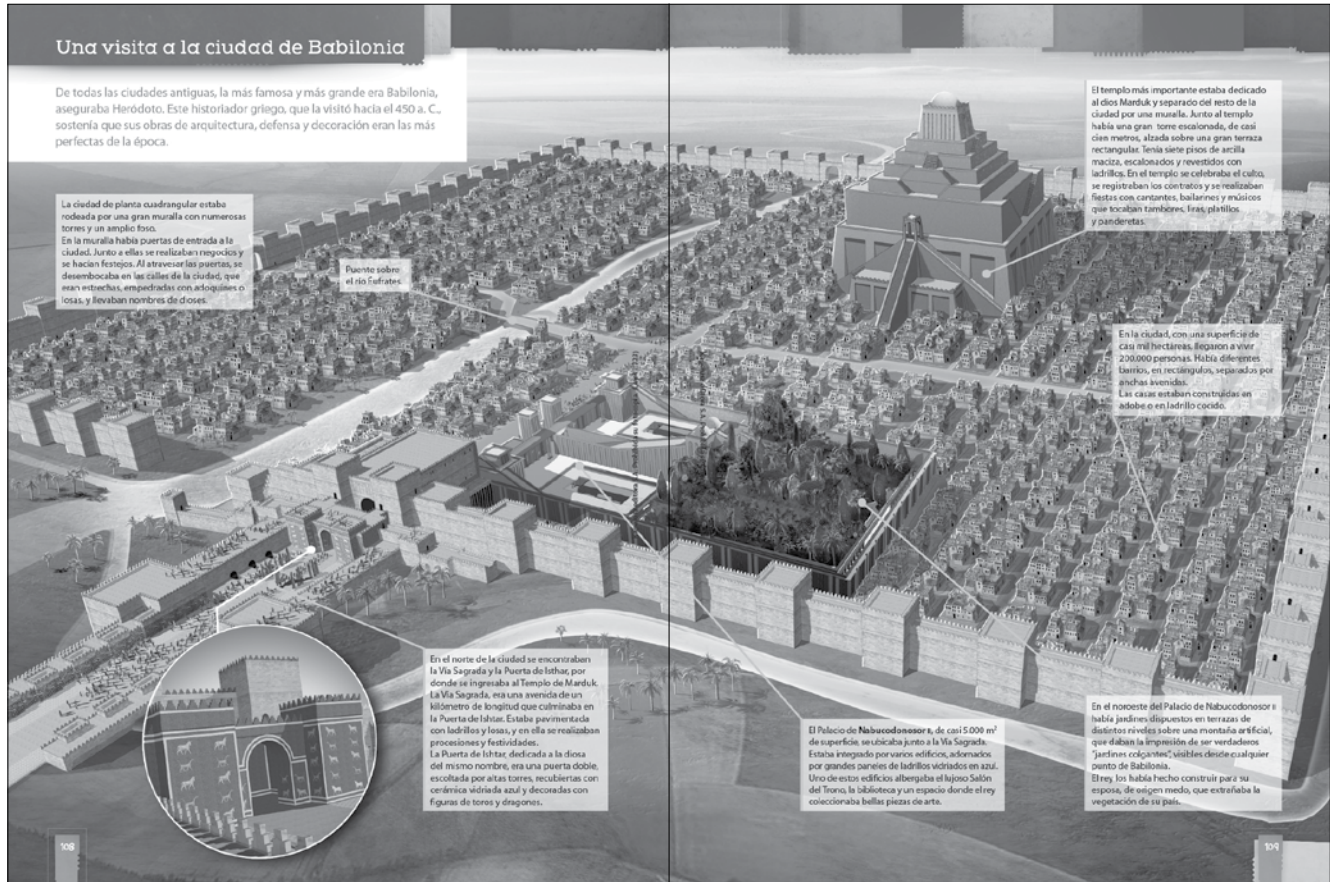 Una visita a la ciudad de Babilonia
De todas las ciudades antiguas, la más famosa y más grande era Babilonia,
aseguraba Heródoto. Este historiador griego, que la visitó hacia el 450 a. C.,
sostenía que sus obras de arquitectura, defensa y decoración eran las más
perfectas de la época.
La ciudad de planta cuadrangular estaba
rodeada por una gran muralla con numerosas
torres y un amplio foso.
En la muralla había puertas de entrada a la
ciudad. Junto a ellas se realizaban negocios y
se hacían festejos. Al atravesar las puertas, se
desembocaba en las calles de la ciudad, que
eran estrechas, empedradas con adoquines o
losas, y llevaban nombres de dioses.
Puente sobre
el río Éufrates.
En el norte de la ciudad se encontraban
la Vía Sagrada y la Puerta de Isthar, por
donde se ingresaba al Templo de Marduk.
La Vía Sagrada, era una avenida de un
kilómetro de longitud que culminaba en
la Puerta de Ishtar. Estaba pavimentada
con ladrillos y losas, y en ella se realizaban
procesiones y festividades.
La Puerta de Ishtar, dedicada a la diosa
del mismo nombre, era una puerta doble,
escoltada por altas torres, recubiertas con
cerámica vidriada azul y decoradas con
figuras de toros y dragones.
108
El templo más importante estaba dedicado
al dios Marduk y separado del resto de la
ciudad por una muralla. Junto al templo
había una gran torre escalonada, de casi
cien metros, alzada sobre una gran terraza
rectangular. Tenía siete pisos de arcilla
maciza, escalonados y revestidos con
ladrillos. En el templo se celebraba el culto,
se registraban los contratos y se realizaban
fiestas con cantantes, bailarines y músicos
que tocaban tambores, liras, platillos
y panderetas.
En la ciudad, con una superficie de
casi mil hectáreas, llegaron a vivir
200.000 personas. Había diferentes
barrios, en rectángulos, separados por
anchas avenidas.
Las casas estaban construidas en
adobe o en ladrillo cocido.
El Palacio de Nabucodonosor II, de casi 5.000 m²
de superficie, se ubicaba junto a la Vía Sagrada.
Estaba integrado por varios edificios, adornados
por grandes paneles de ladrillos vidriados en azul.
Uno de estos edificios albergaba el lujoso Salón
del Trono, la biblioteca y un espacio donde el rey
coleccionaba bellas piezas de arte.
En el noroeste del Palacio de Nabucodonosor II
había jardines dispuestos en terrazas de
distintos niveles sobre una montaña artificial,
que daban la impresión de ser verdaderos
"jardines colgantes", visibles desde cualquier
punto de Babilonia.
El rey los había hecho construir para su
esposa, de origen medo, que extrañaba la
vegetación de su país.
109